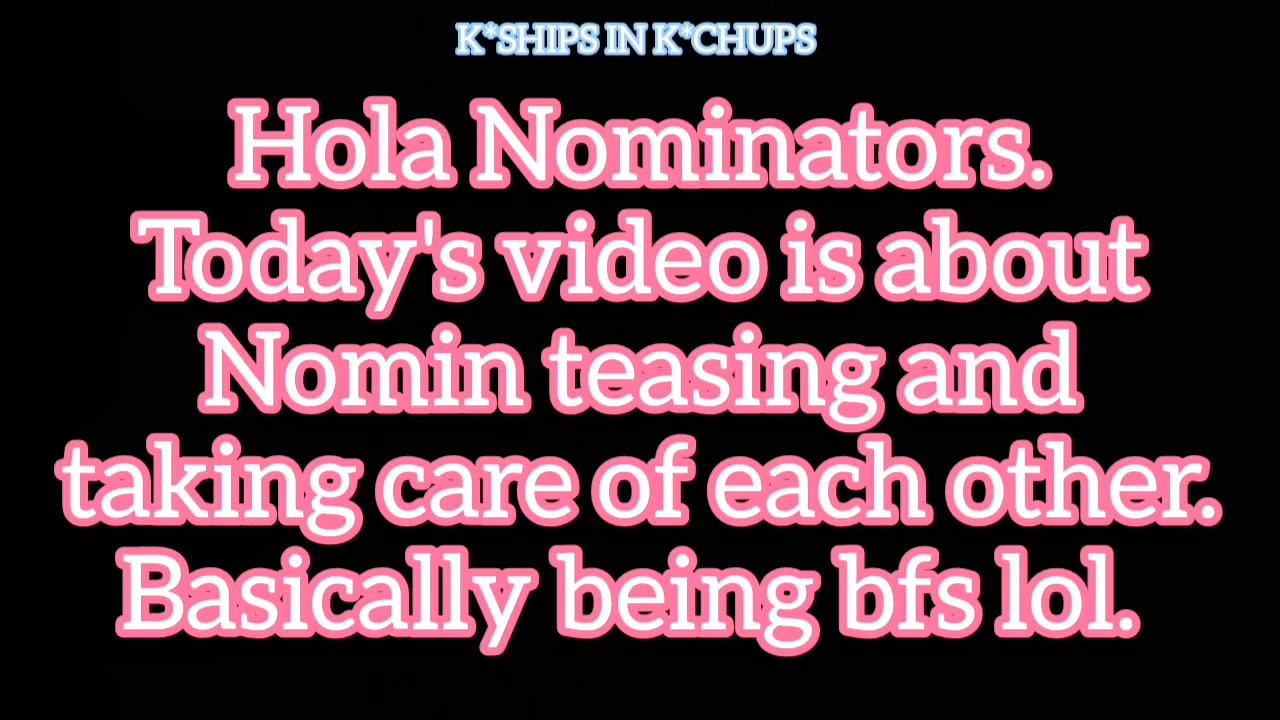 K*SHIPS IN K*CHUPS
Hola Nominators.
Today's video is about
Nomin teasing and
taking care of each other.
Basically being bfs lol.